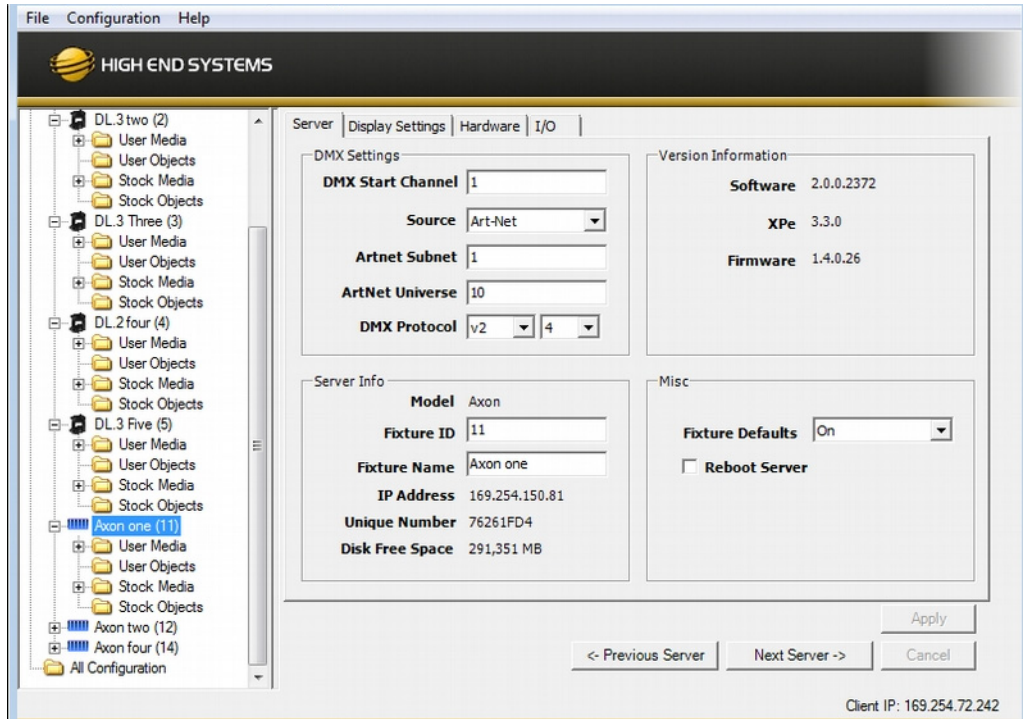 File Configuration Help
HIGH END SYSTEMS
DL.3 two (2)
User Media
User Objects
Stock Media
Stock Objects
DL.3 Three (3)
User Media
User Objects
Stock Media
Stock Objects
DL.2 four (4)
User Media
User Objects
Stock Media
Stock Objects
DL.3 Five (5)
User Media
User Objects
Stock Media
Stock Objects
Axon one (11)
User Media
User Objects
Stock Media
Stock Objects
Axon two (12)
Axon four (14)
All Configuration
Server Display Settings Hardware I/O
DMX Settings
DMX Start Channel 1
Source Art-Net
Artnet Subnet 1
ArtNet Universe 10
DMX Protocol v2 4
Version Information
Software 2.0.0.2372
XPe 3.3.0
Firmware 1.4.0.26
Server Info
Model Axon
Fixture ID 11
Fixture Name Axon one
IP Address 169.254.150.81
Unique Number 76261FD4
Disk Free Space 291,351 MB
Misc
Fixture Defaults On
Reboot Server
Apply
<- Previous Server Next Server -> Cancel
Client IP: 169.254.72.242